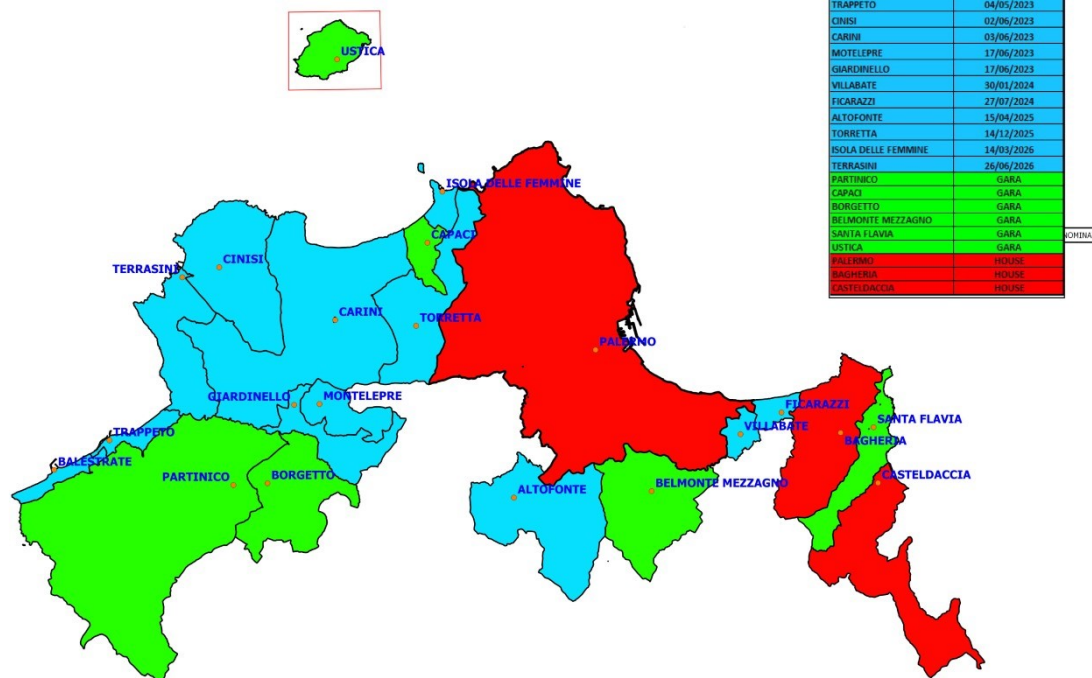 TRAPPETO 04/05/2023
CINISI 02/06/2023
CARINI 03/06/2023
MOTELEPRE 17/06/2023
GIARDINELLO 17/06/2023
VILLABATE 30/01/2024
FICARAZZI 27/07/2024
ALTOFONTE 15/04/2025
TORRETTA 14/12/2025
ISOLA DELLE FEMMINE 14/03/2026
TERRASINI 26/06/2026
PARTINICO GARA
CAPACI GARA
BORGETTO GARA
BELMONTE MEZZAGNO GARA
SANTA FLAVIA GARA
USTICA GARA
PALERMO HOUSE
BAGHERIA HOUSE
CASTELDACCIA HOUSE
NOMINA
USTICA
ISOLA DELLE FEMMINE
CAPACI
CINISI
TERRASINI
CARINI
TORRETTA
PALERMO
GIARDINELLO
MONTELEPRE
FICARAZZI
SANTA FLAVIA
VILLABATE
BAGHERIA
TRAPPETO
BALESTRATE
PARTINICO
BORGETTO
CASTELDACCIA
BELMONTE MEZZAGNO
ALTOFONTE